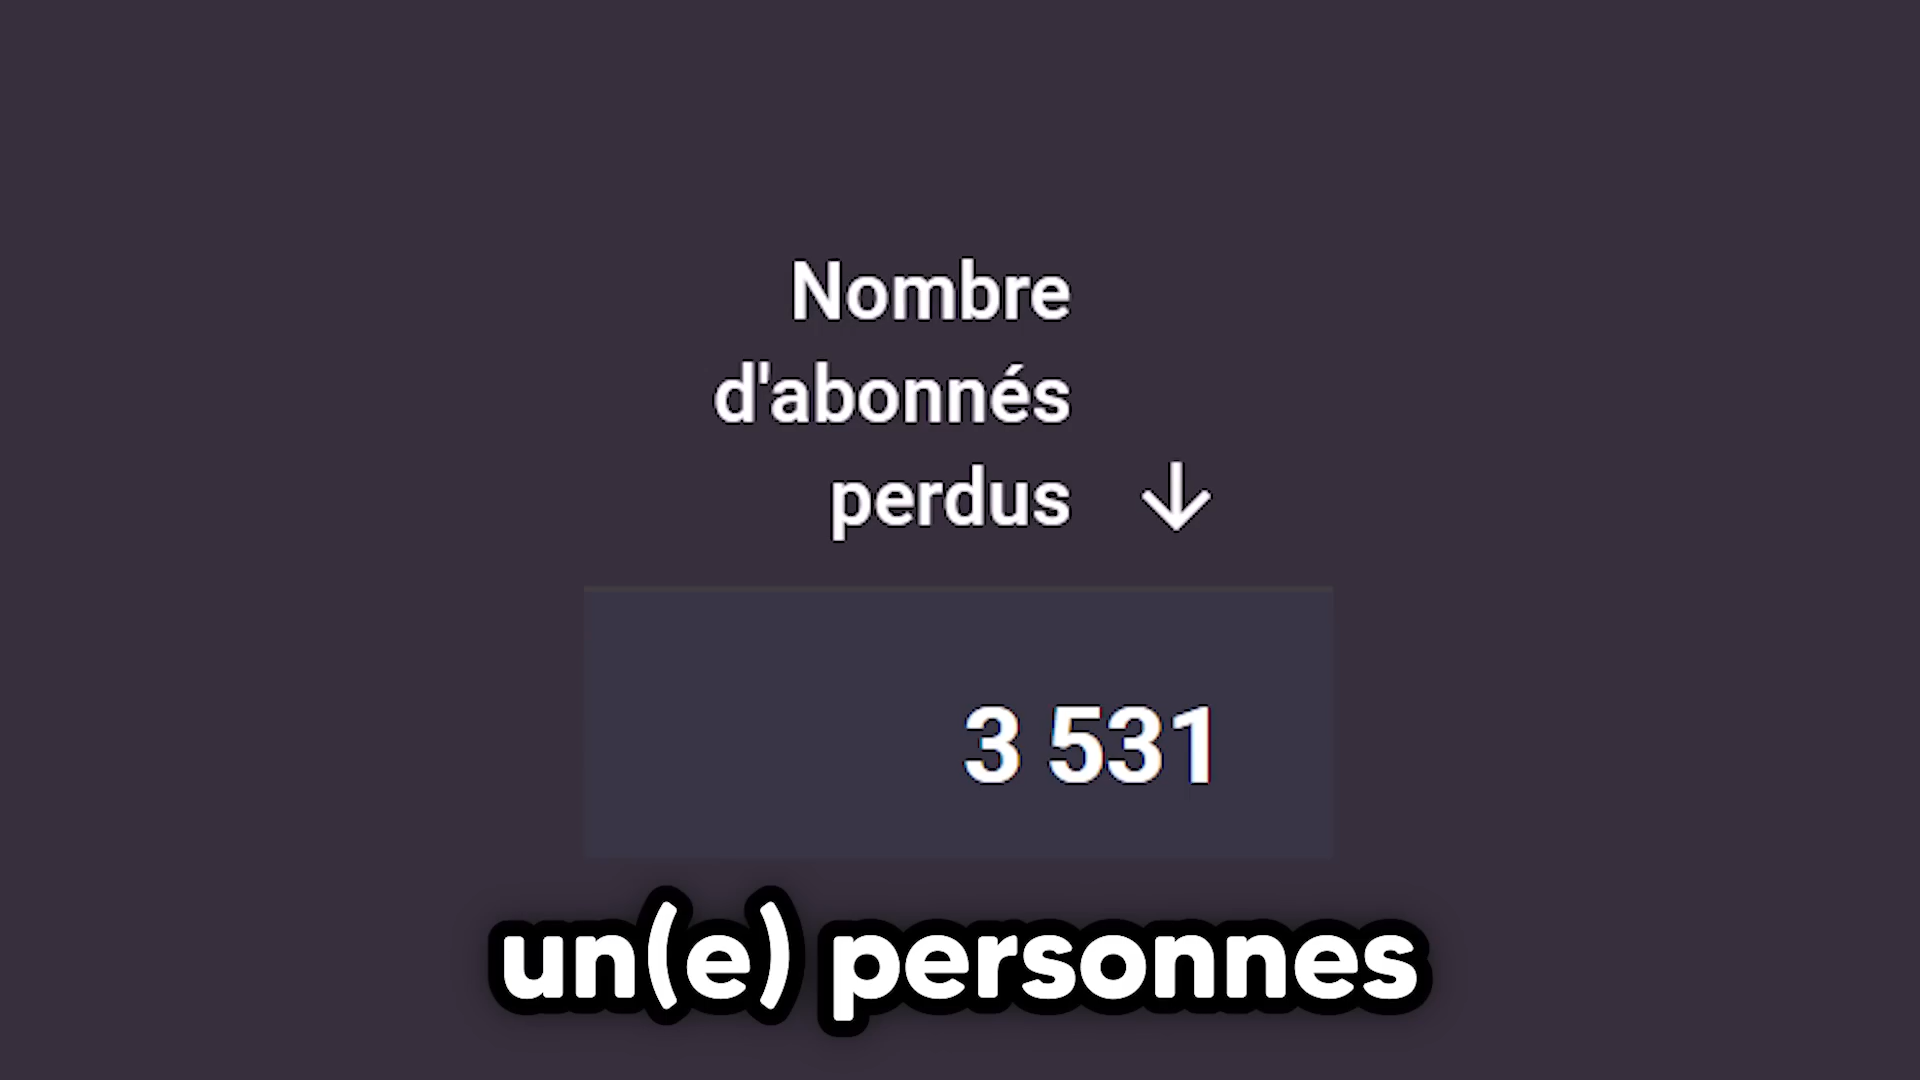 Nombre
d'abonnés
perdus ↓
3 531
un(e) personnes